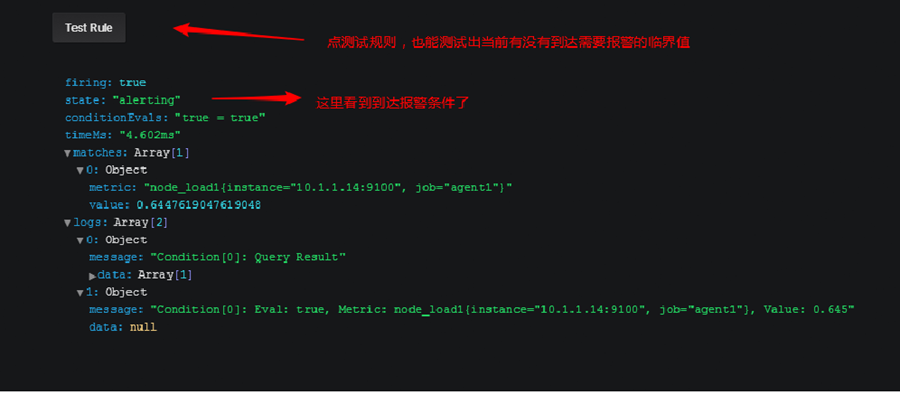 Test Rule
点测试规则，也能测试出当前有没有到达需要报警的临界值
firing: true
state: "alerting"
这里看到到达报警条件了
conditionEvals: "true = true"
timeMs: "4.602ms"
▼matches: Array[1]
▼0: Object
metric: "node_load1{instance="10.1.1.14:9100", job="agent1"}"
value: 0.6447619047619048
▼logs: Array[2]
▼0: Object
message: "Condition[0]: Query Result"
▶data: Array[1]
▼1: Object
message: "Condition[0]: Eval: true, Metric: node_load1{instance="10.1.1.14:9100", job="agent1"}, Value: 0.645"
data: null